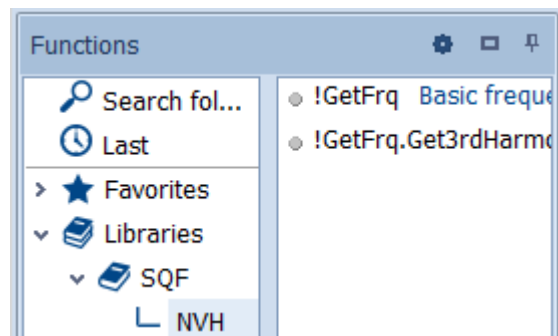 Functions
Search fol...
Last
Favorites
Libraries
SQF
NVH
!GetFrq Basic freque
!GetFrq.Get3rdHarmo